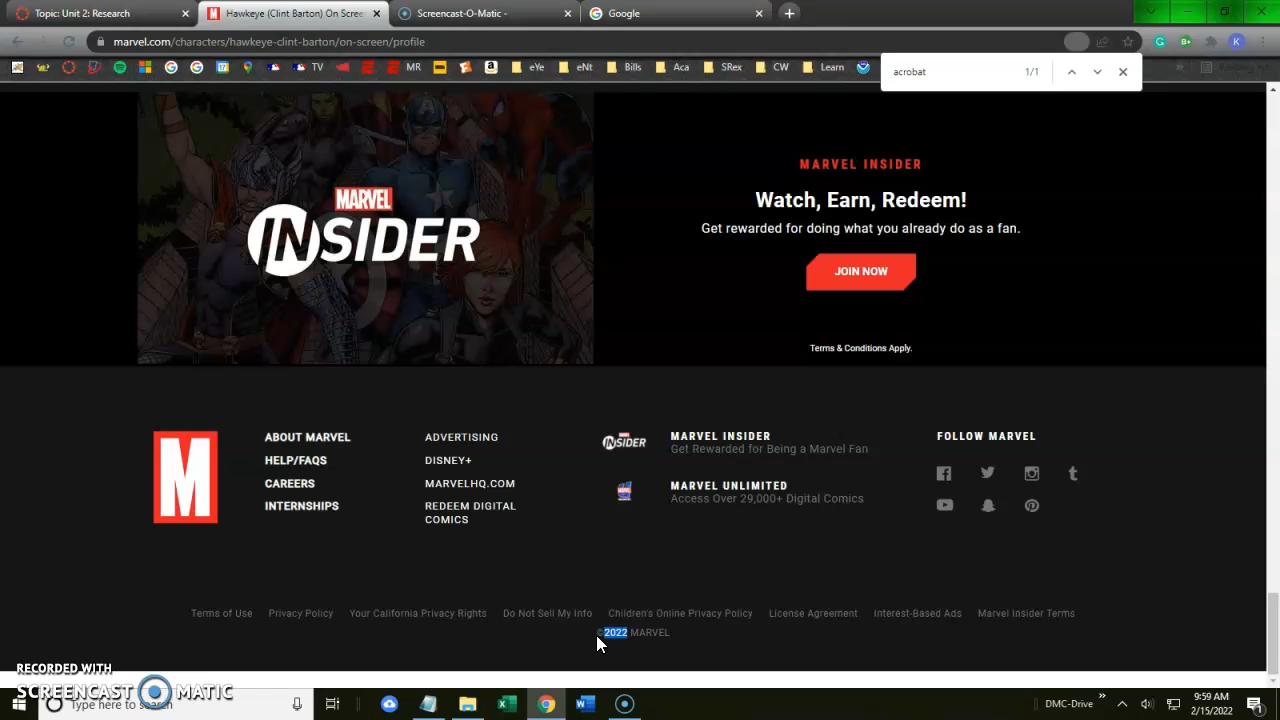 Topic: Unit 2: Research
Hawkeye (Clint Barton) On Scree
Screencast-O-Matic -
Google
marvel.com/characters/hawkeye-clint-barton/on-screen/profile
acrobat
1/1
TV
MR
eYe
eNt
Bills
Aca
SRex
CW
Learn
MARVEL
INSIDER
MARVEL INSIDER
Watch, Earn, Redeem!
Get rewarded for doing what you already do as a fan.
JOIN NOW
Terms & Conditions Apply.
M
ABOUT MARVEL
HELP/FAQS
CAREERS
INTERNSHIPS
ADVERTISING
DISNEY+
MARVELHQ.COM
REDEEM DIGITAL
COMICS
INSIDER
MARVEL INSIDER
Get Rewarded for Being a Marvel Fan
MARVEL UNLIMITED
Access Over 29,000+ Digital Comics
FOLLOW MARVEL
Terms of Use Privacy Policy Your California Privacy Rights Do Not Sell My Info Children's Online Privacy Policy License Agreement Interest-Based Ads Marvel Insider Terms
©2022 MARVEL
RECORDED WITH
SCREENCAST-O-MATIC
Type here to search
DMC-Drive
9:59 AM
2/15/2022